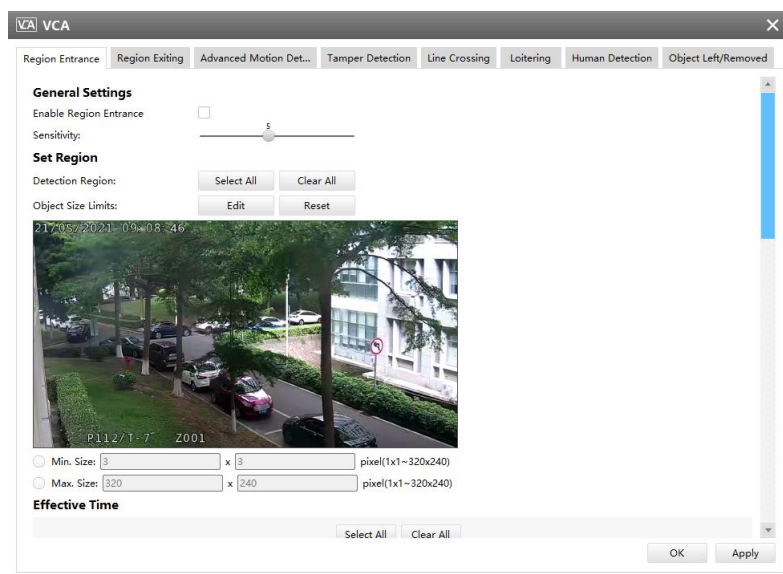 VCA VCA
Region Entrance Region Exiting Advanced Motion Det... Tamper Detection Line Crossing Loitering Human Detection Object Left/Removed
General Settings
Enable Region Entrance
5
Sensitivity:
Set Region
Detection Region: Select All Clear All
Object Size Limits: Edit Reset
21/05/2021 09:08:46
P112/T-7 Z001
Min. Size: 3 x 3 pixel(1x1~320x240)
Max. Size: 320 x 240 pixel(1x1~320x240)
Effective Time
Select All Clear All
OK Apply